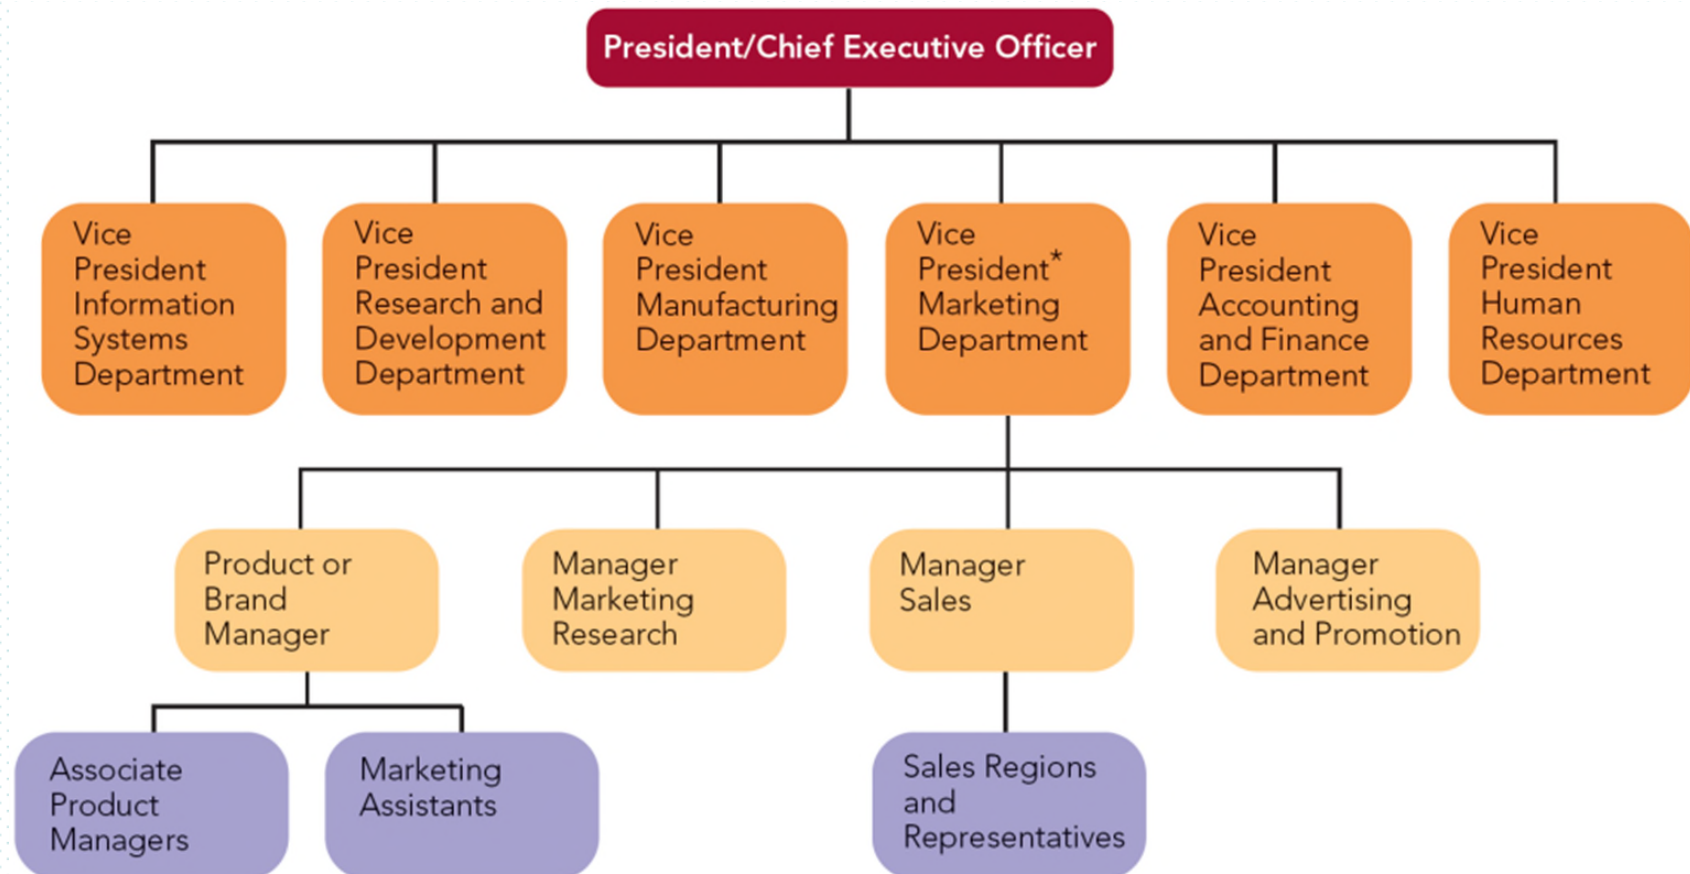 President/Chief Executive Officer
Vice
President
Information
Systems
Department
Vice
President
Research and
Development
Department
Vice
President
Manufacturing
Department
Vice
President*
Marketing
Department
Vice
President
Accounting
and Finance
Department
Vice
President
Human
Resources
Department
Product or
Brand
Manager
Manager
Marketing
Research
Manager
Sales
Manager
Advertising
and Promotion
Associate
Product
Managers
Marketing
Assistants
Sales Regions
and
Representatives